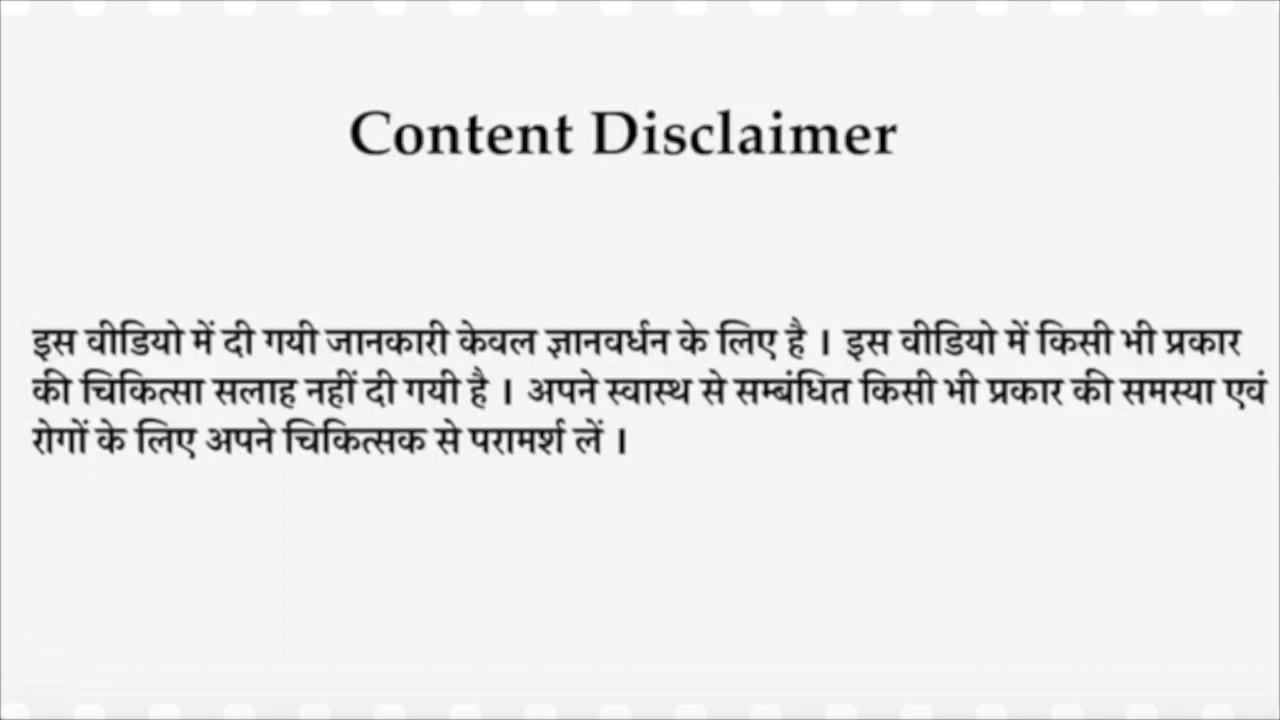 Content Disclaimer
इस वीडियो में दी गयी जानकारी केवल ज्ञानवर्धन के लिए है । इस वीडियो में किसी भी प्रकार
की चिकित्सा सलाह नहीं दी गयी है । अपने स्वास्थ से सम्बंधित किसी भी प्रकार की समस्या एवं
रोगों के लिए अपने चिकित्सक से परामर्श लें ।